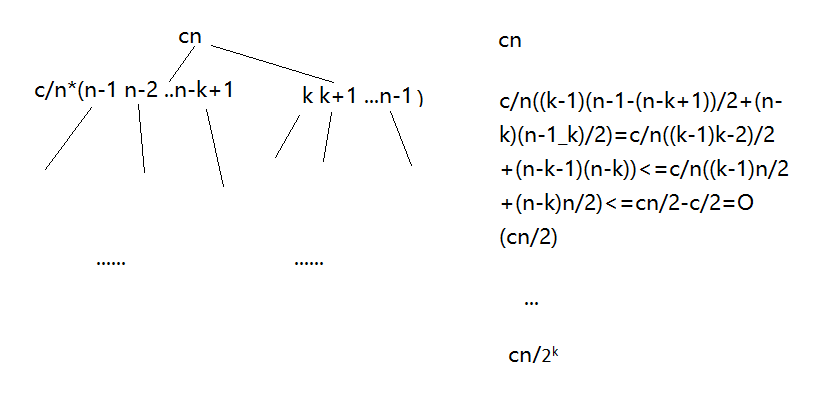 cn
c/n*(n-1 n-2 ..n-k+1
k k+1 ...n-1 )
......
......
cn
c/n((k-1)(n-1-(n-k+1))/2+(n-
k)(n-1_k)/2)=c/n((k-1)k-2)/2
+(n-k-1)(n-k))<=c/n((k-1)n/2
+(n-k)n/2)<=cn/2-c/2=O
(cn/2)
...
cn/2ᵏ